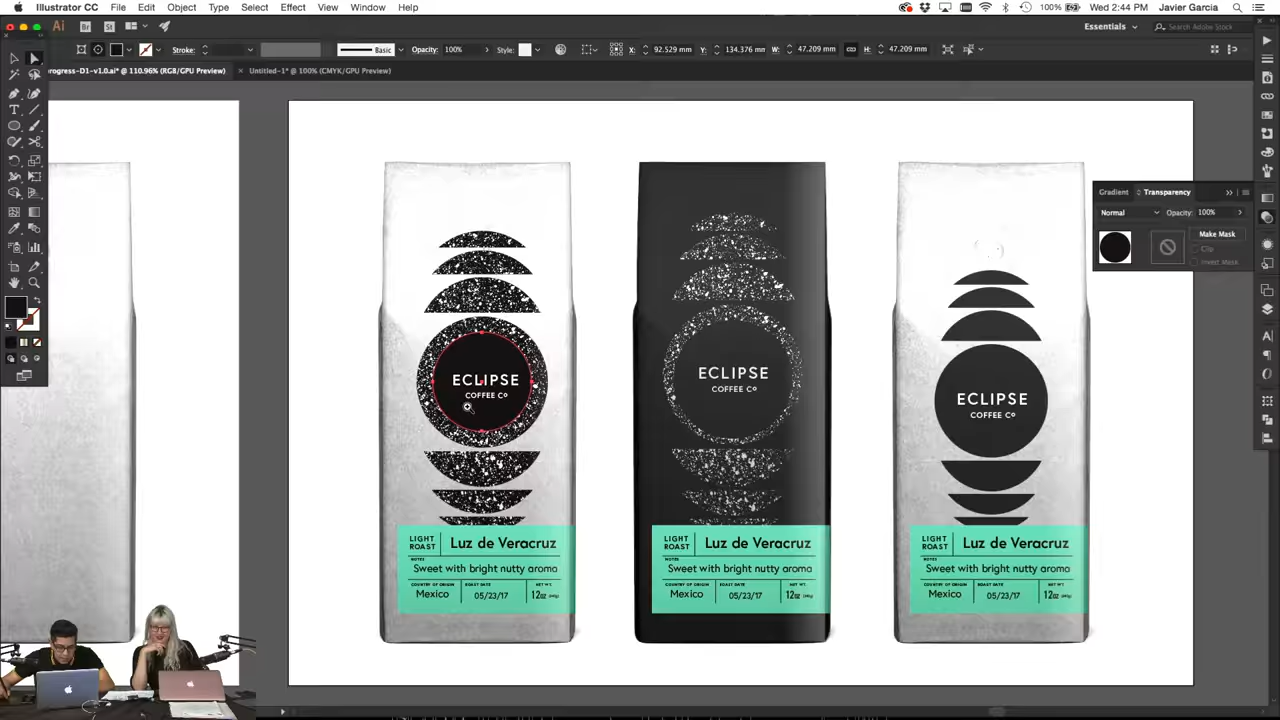 Illustrator CC File Edit Object Type Select Effect View Window Help
100% Wed 2:44 PM Javier Garcia
Br St Essentials Search Adobe Stock
Stroke: Basic Opacity: 100% Style: X: 92.529 mm Y: 134.376 mm W: 47.209 mm H: 47.209 mm
rogress-D1-v1.0.ai* @ 110.96% (RGB/GPU Preview) Untitled-1* @ 100% (CMYK/GPU Preview)
Gradient Transparency
Normal Opacity: 100%
Make Mask
Clip
Invert Mask
ECLIPSE
COFFEE Co
LIGHT ROAST
Luz de Veracruz
NOTES
Sweet with bright nutty aroma
COUNTRY OF ORIGIN ROAST DATE NET WT.
Mexico 05/23/17 12oz
ECLIPSE
COFFEE Co
LIGHT ROAST
Luz de Veracruz
NOTES
Sweet with bright nutty aroma
COUNTRY OF ORIGIN ROAST DATE NET WT.
Mexico 05/23/17 12oz
ECLIPSE
COFFEE Co
LIGHT ROAST
Luz de Veracruz
NOTES
Sweet with bright nutty aroma
COUNTRY OF ORIGIN ROAST DATE NET WT.
Mexico 05/23/17 12oz